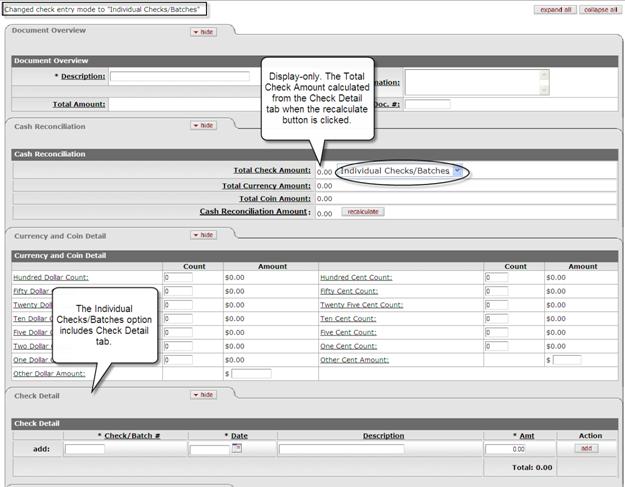 Changed check entry mode to "Individual Checks/Batches"
expand all collapse all
Document Overview hide
Document Overview
* Description: nation:
Total Amount: Doc. #:
Display-only. The Total Check Amount calculated from the Check Detail tab when the recalculate button is clicked.
Cash Reconciliation hide
Cash Reconciliation
Total Check Amount: 0.00 Individual Checks/Batches
Total Currency Amount: 0.00
Total Coin Amount: 0.00
Cash Reconciliation Amount: 0.00 recalculate
Currency and Coin Detail hide
Currency and Coin Detail
Count Amount Count Amount
Hundred Dollar Count: 0 $0.00 Hundred Cent Count: 0 $0.00
Fifty Dollar 0 $0.00 Fifty Cent Count: 0 $0.00
Twenty Dol 0 $0.00 Twenty Five Cent Count: 0 $0.00
Ten Dollar C 0 $0.00 Ten Cent Count: 0 $0.00
Five Dollar 0 $0.00 Five Cent Count: 0 $0.00
Two Dollar 0 $0.00 One Cent Count: 0 $0.00
One Dollar 0 $0.00 Other Cent Amount: $
Other Dollar Amount: $
The Individual Checks/Batches option includes Check Detail tab.
Check Detail hide
Check Detail
* Check/Batch # * Date Description * Amt Action
add: 0.00 add
Total: 0.00